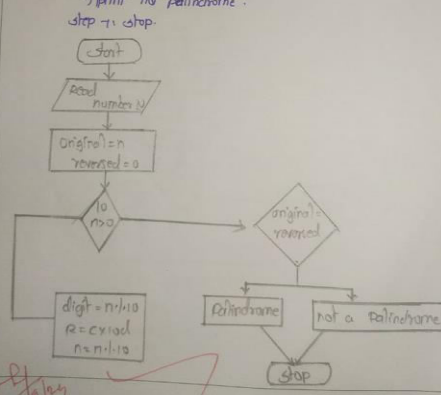 print no palindrome.
step 7: stop.
start
Read
number N
original = n
reversed = 0
n>0
original =
reversed
digit = n%10
n = n%10
Palindrome
not a palindrome
stop